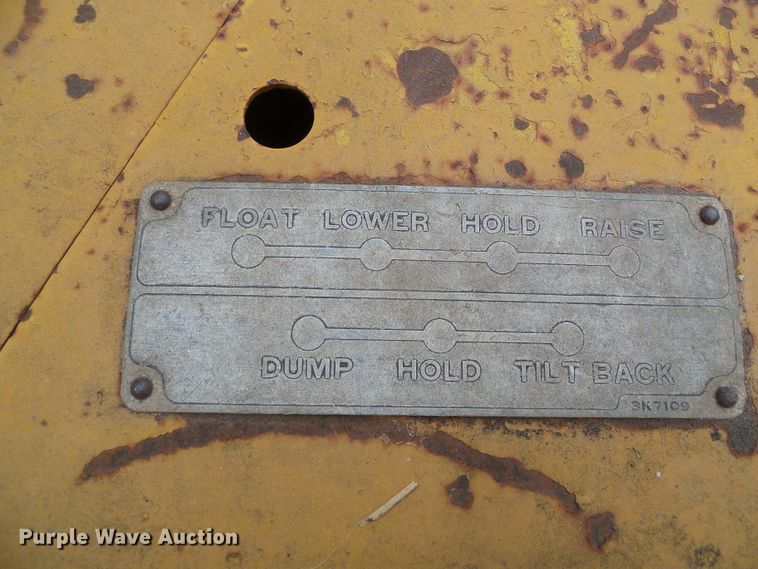 FLOAT LOWER HOLD RAISE
DUMP HOLD TILT BACK
3K7109
Purple Wave Auction